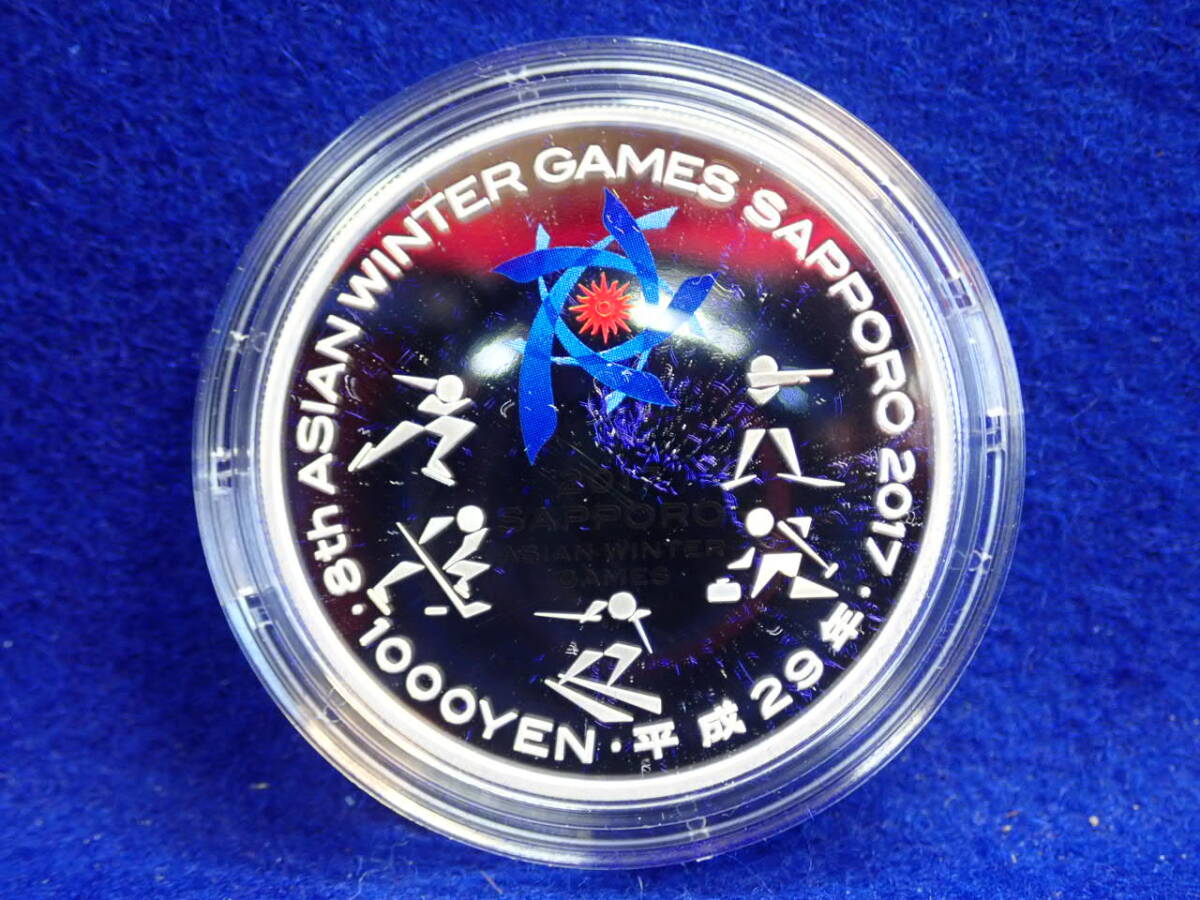 8th ASIAN WINTER GAMES SAPPORO 2017・
1000YEN・平成29年・
SAPPORO
ASIAN WINTER
GAMES